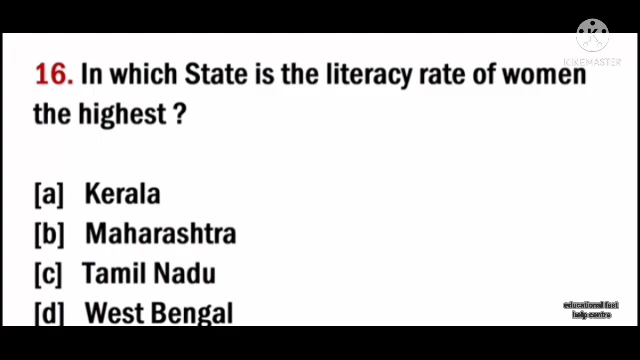 K
KINEMASTER
16. In which State is the literacy rate of women
the highest ?
[a] Kerala
[b] Maharashtra
[c] Tamil Nadu
[d] West Bengal
educational fast
help centre